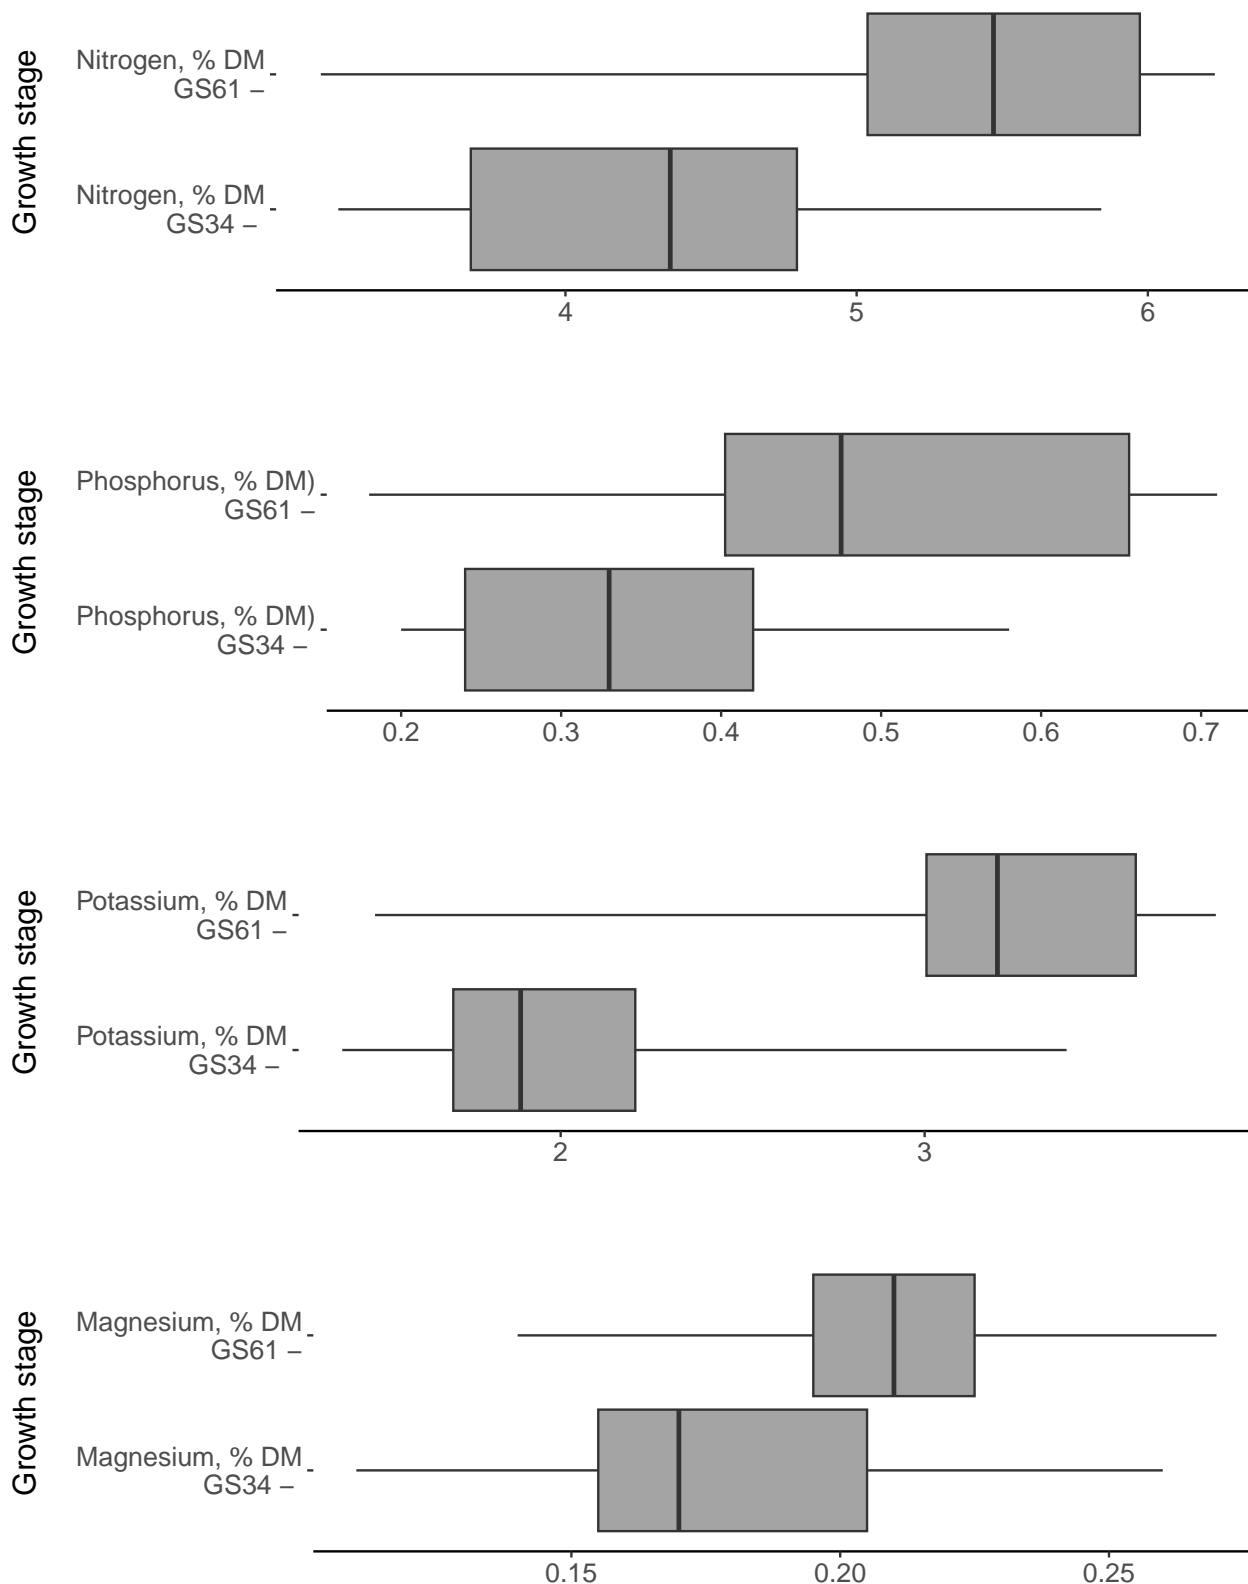 Growth stage
Nitrogen, % DM
GS61 –
Nitrogen, % DM
GS34 –
4 5 6
Growth stage
Phosphorus, % DM)
GS61 –
Phosphorus, % DM)
GS34 –
0.2 0.3 0.4 0.5 0.6 0.7
Growth stage
Potassium, % DM
GS61 –
Potassium, % DM
GS34 –
2 3
Growth stage
Magnesium, % DM
GS61 –
Magnesium, % DM
GS34 –
0.15 0.20 0.25